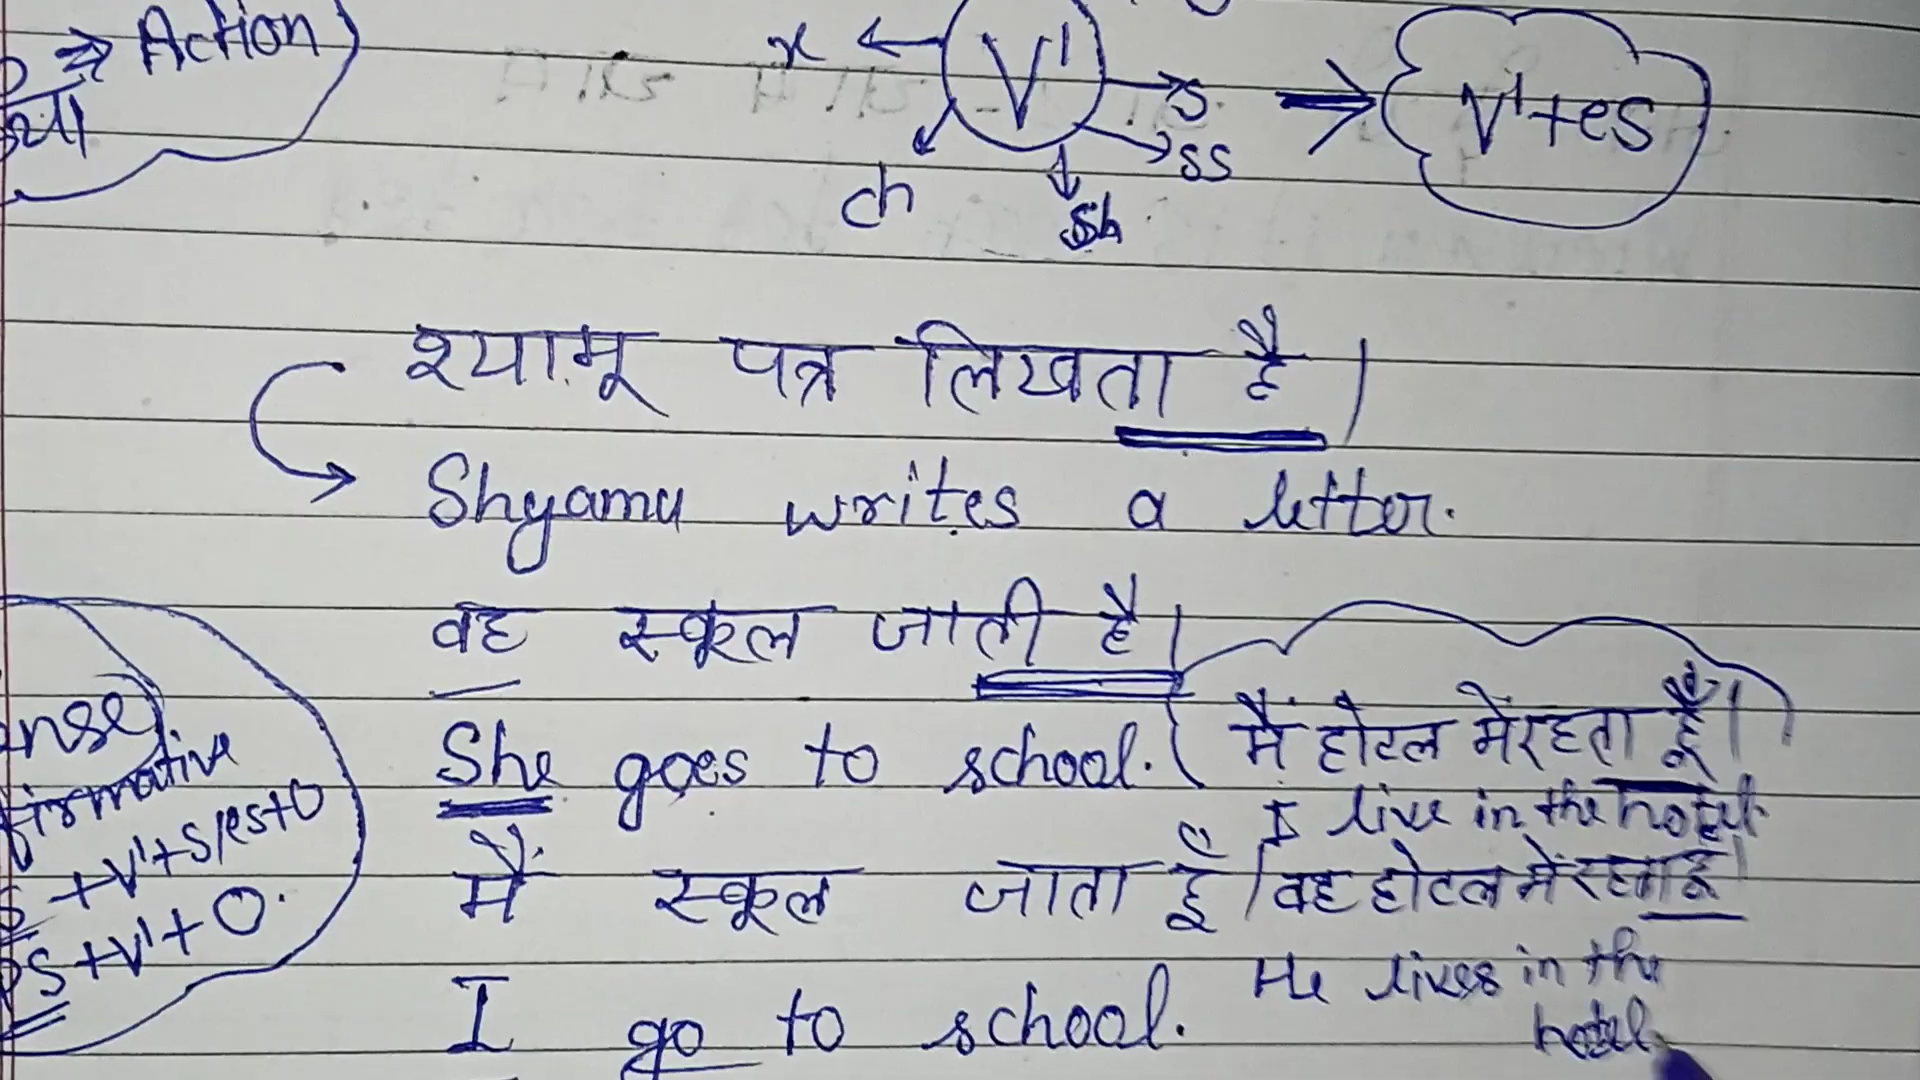 ⇒ Action
x ← V¹ → s ⇒ V¹+es
ss
ch
sh
श्यामू पत्र लिखता है।
Shyamu writes a letter.
वह स्कूल जाती है।
She goes to school.
मैं होटल में रहता हूँ।
I live in the hotel.
मैं स्कूल जाता हूँ।
वह होटल में रहता है।
I go to school.
He lives in the
hotel.
+V¹+s/es+O
S+V¹+O.